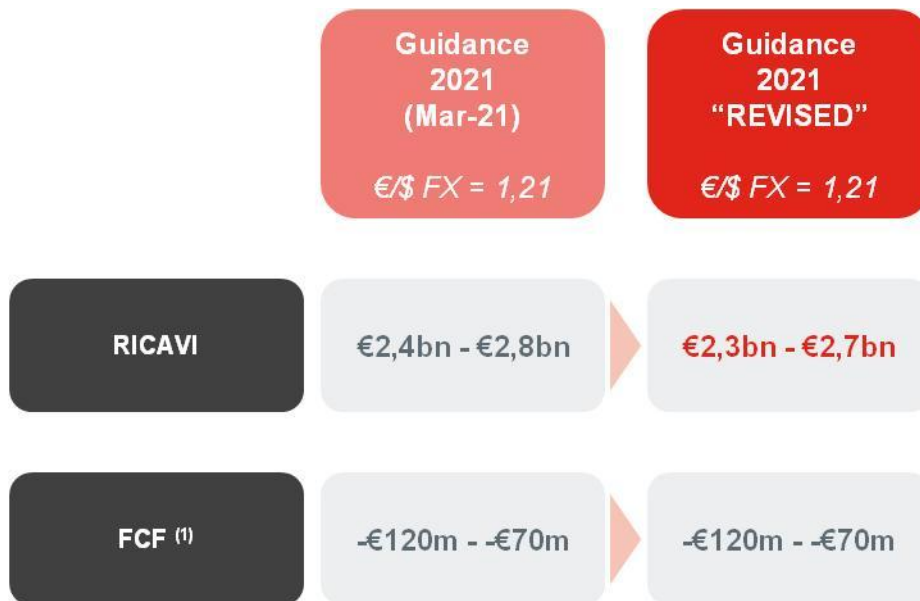 Guidance
2021
(Mar-21)
€/$ FX = 1,21
Guidance
2021
“REVISED”
€/$ FX = 1,21
RICAVI
€2,4bn - €2,8bn
€2,3bn - €2,7bn
FCF (1)
-€120m - -€70m
-€120m - -€70m